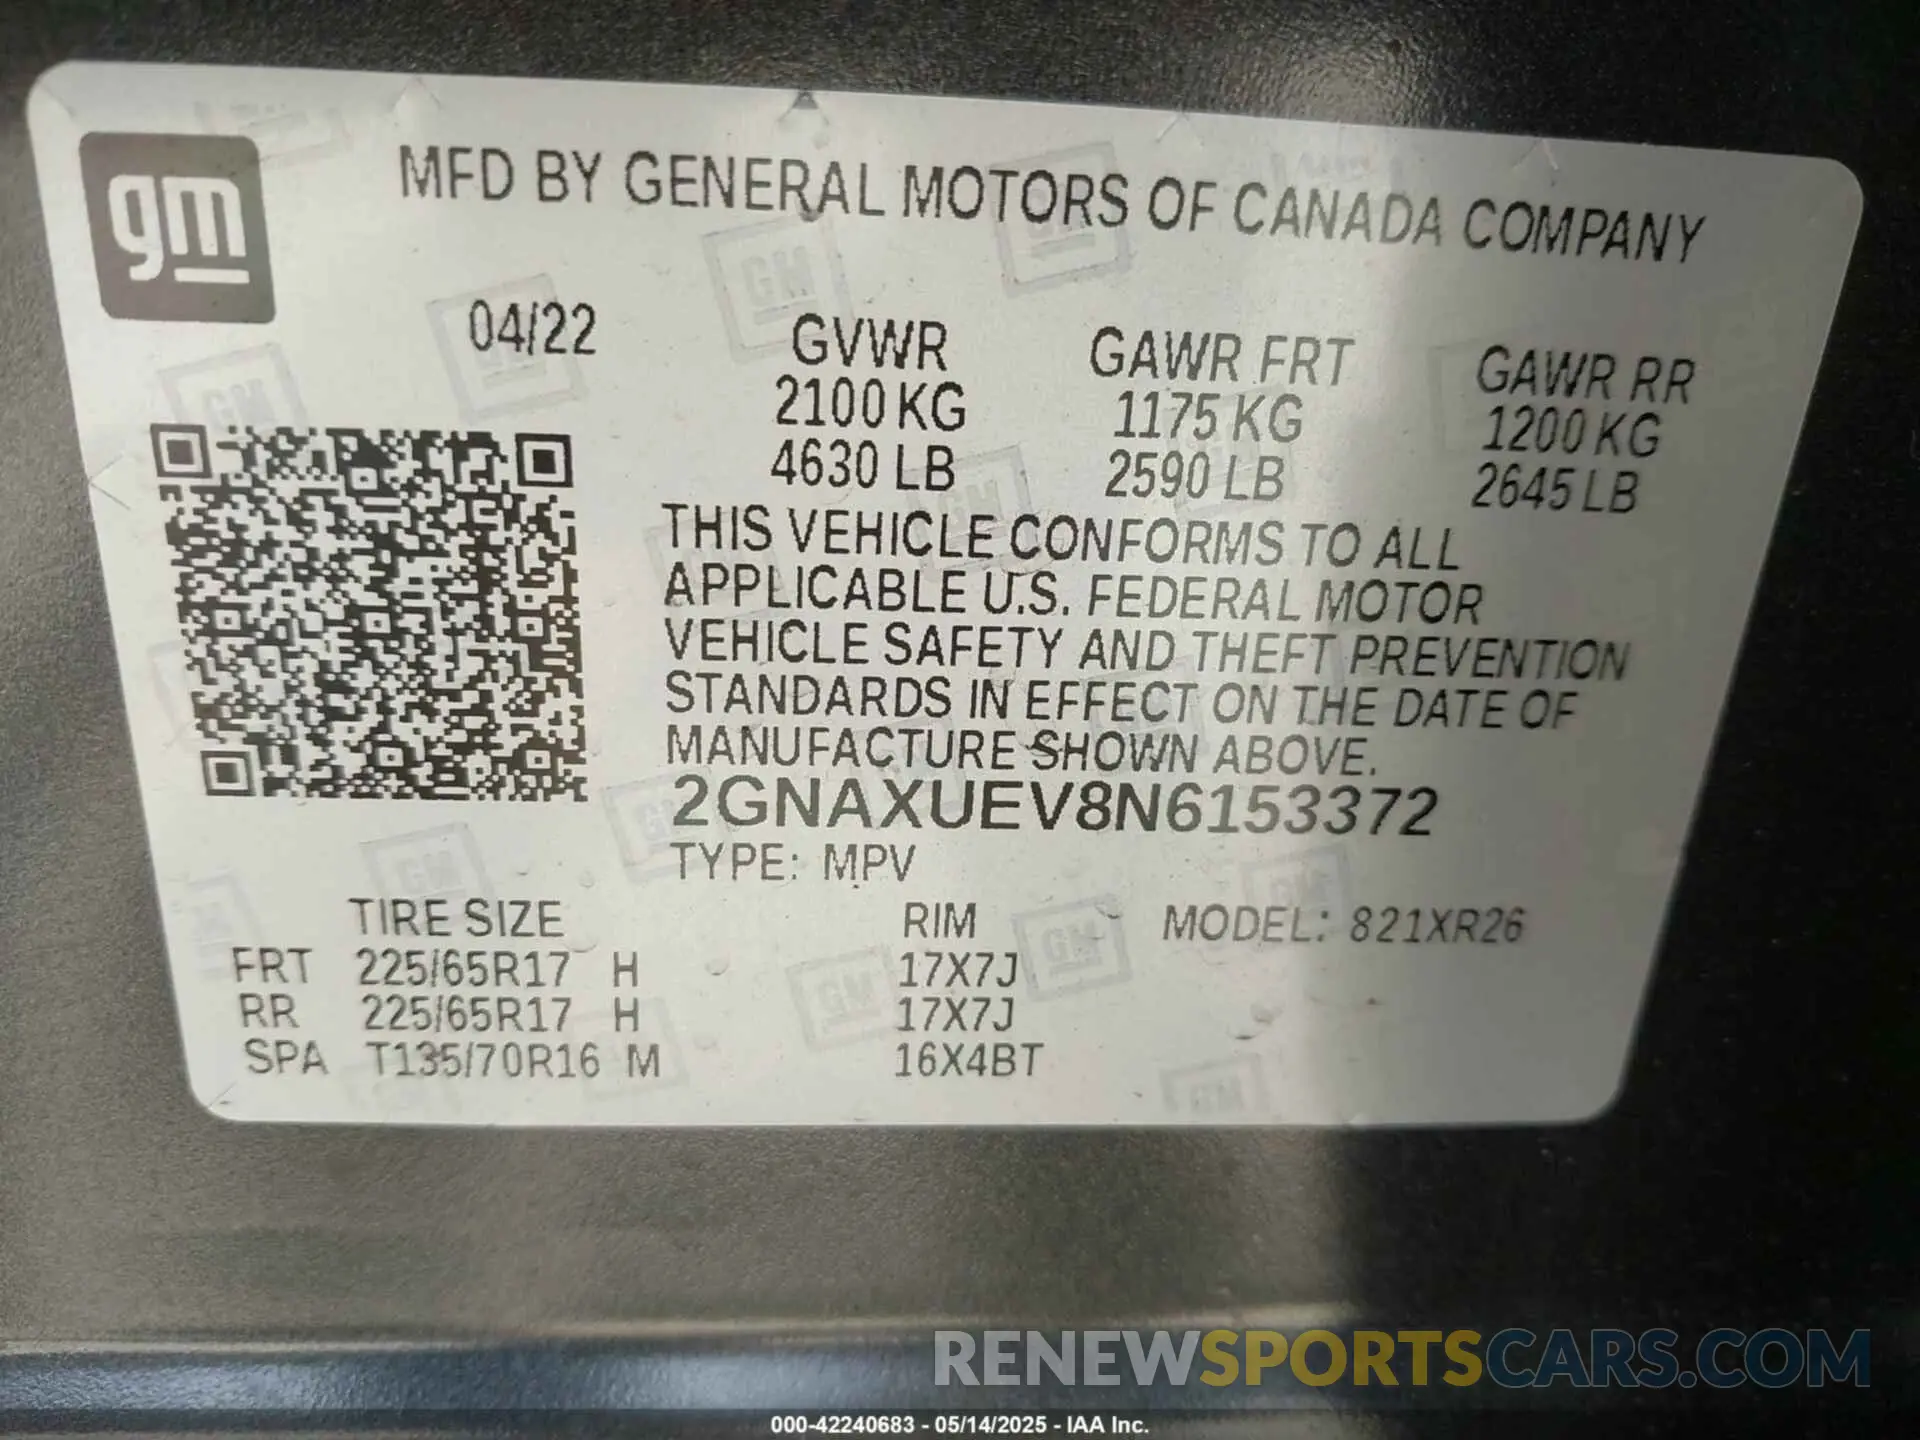 gm
MFD BY GENERAL MOTORS OF CANADA COMPANY
04/22 GVWR GAWR FRT GAWR RR
2100 KG 1175 KG 1200 KG
4630 LB 2590 LB 2645 LB
THIS VEHICLE CONFORMS TO ALL
APPLICABLE U.S. FEDERAL MOTOR
VEHICLE SAFETY AND THEFT PREVENTION
STANDARDS IN EFFECT ON THE DATE OF
MANUFACTURE SHOWN ABOVE.
2GNAXUEV8N6153372
TYPE: MPV
TIRE SIZE RIM MODEL: 821XR26
FRT 225/65R17 H 17X7J
RR 225/65R17 H 17X7J
SPA T135/70R16 M 16X4BT
RENEWSPORTSCARS.COM
000-42240683 - 05/14/2025 - IAA Inc.